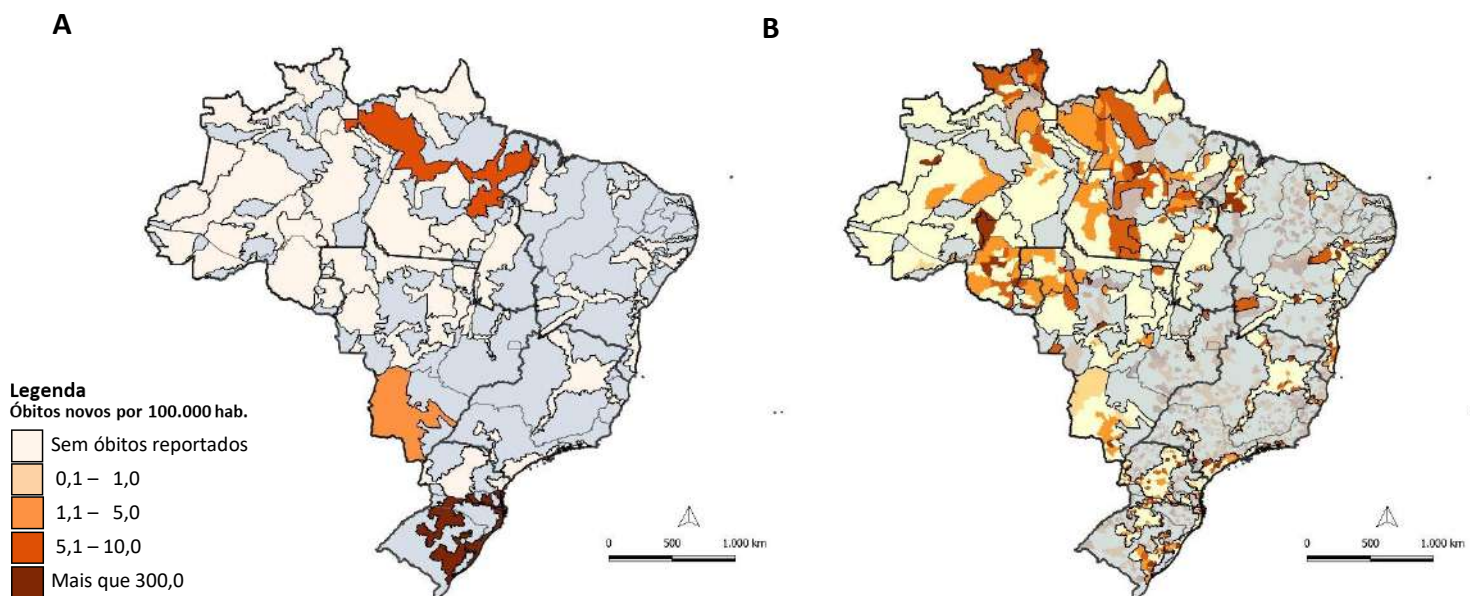 A
B
Legenda
Óbitos novos por 100.000 hab.
Sem óbitos reportados
0,1 – 1,0
1,1 – 5,0
5,1 – 10,0
Mais que 300,0
0 500 1.000 km
0 500 1.000 km